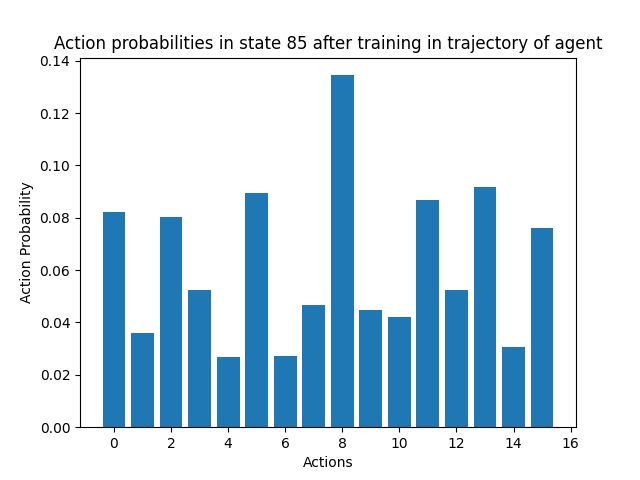 Action probabilities in state 85 after training in trajectory of agent
0.14
0.12
0.10
0.08
0.06
0.04
0.02
0.00
Action Probability
0 2 4 6 8 10 12 14 16
Actions